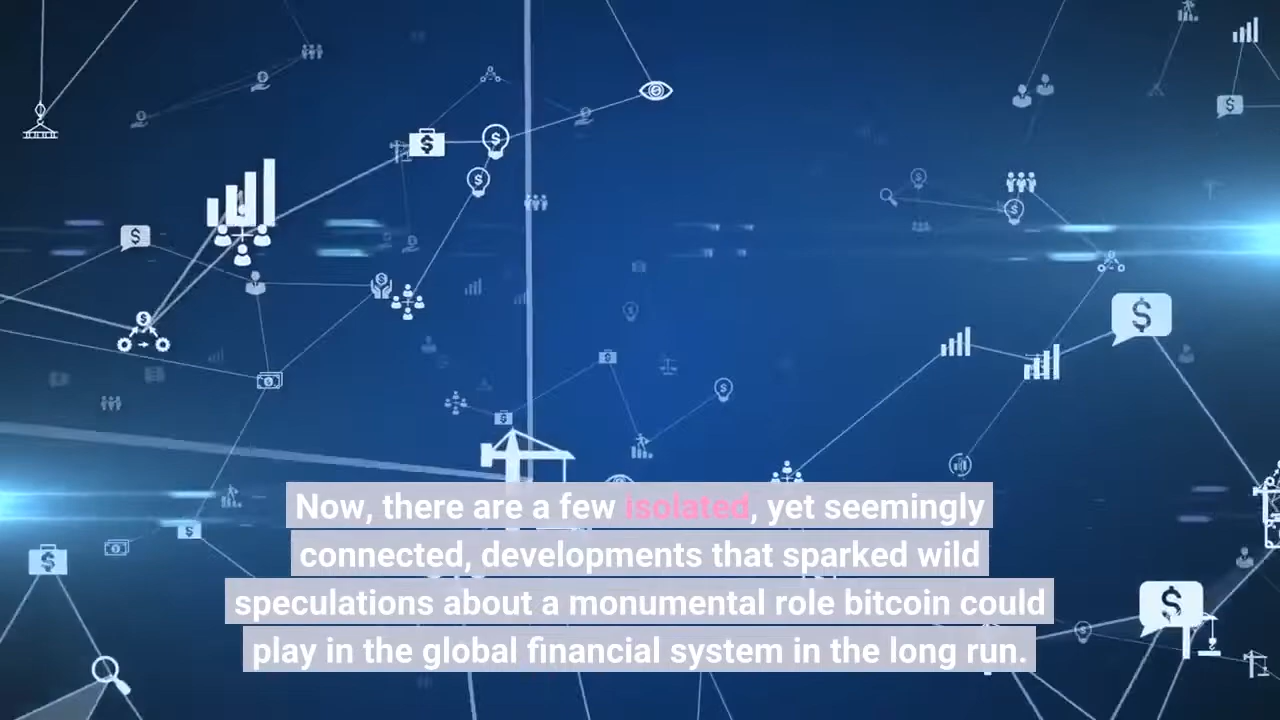 Now, there are a few isolated, yet seemingly
connected, developments that sparked wild
speculations about a monumental role bitcoin could
play in the global financial system in the long run.